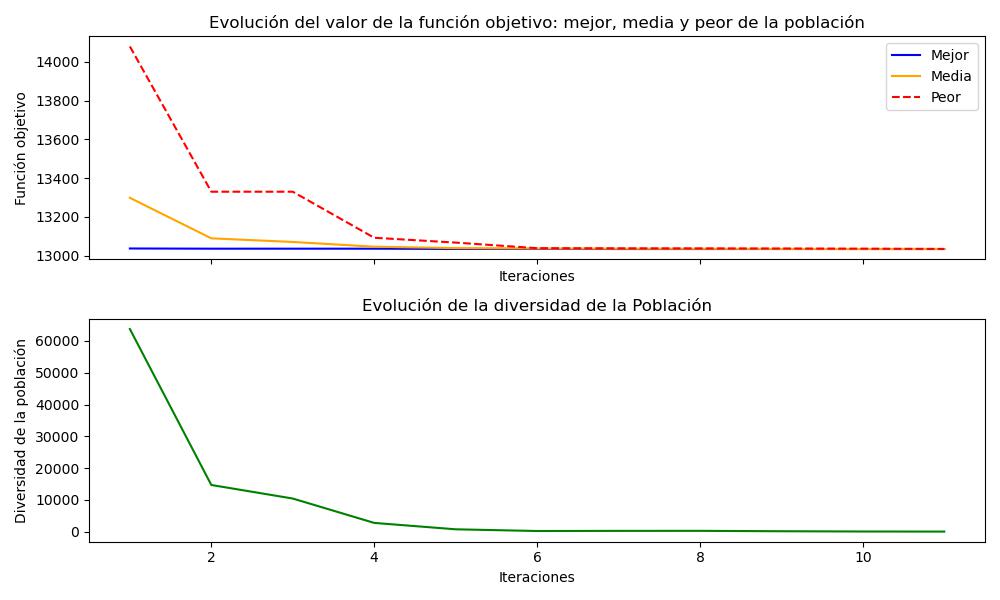 Evolución del valor de la función objetivo: mejor, media y peor de la población
14000
13800
13600
13400
13200
13000
Función objetivo
Mejor
Media
Peor
Iteraciones
Evolución de la diversidad de la Población
60000
50000
40000
30000
20000
10000
0
Diversidad de la población
2 4 6 8 10
Iteraciones